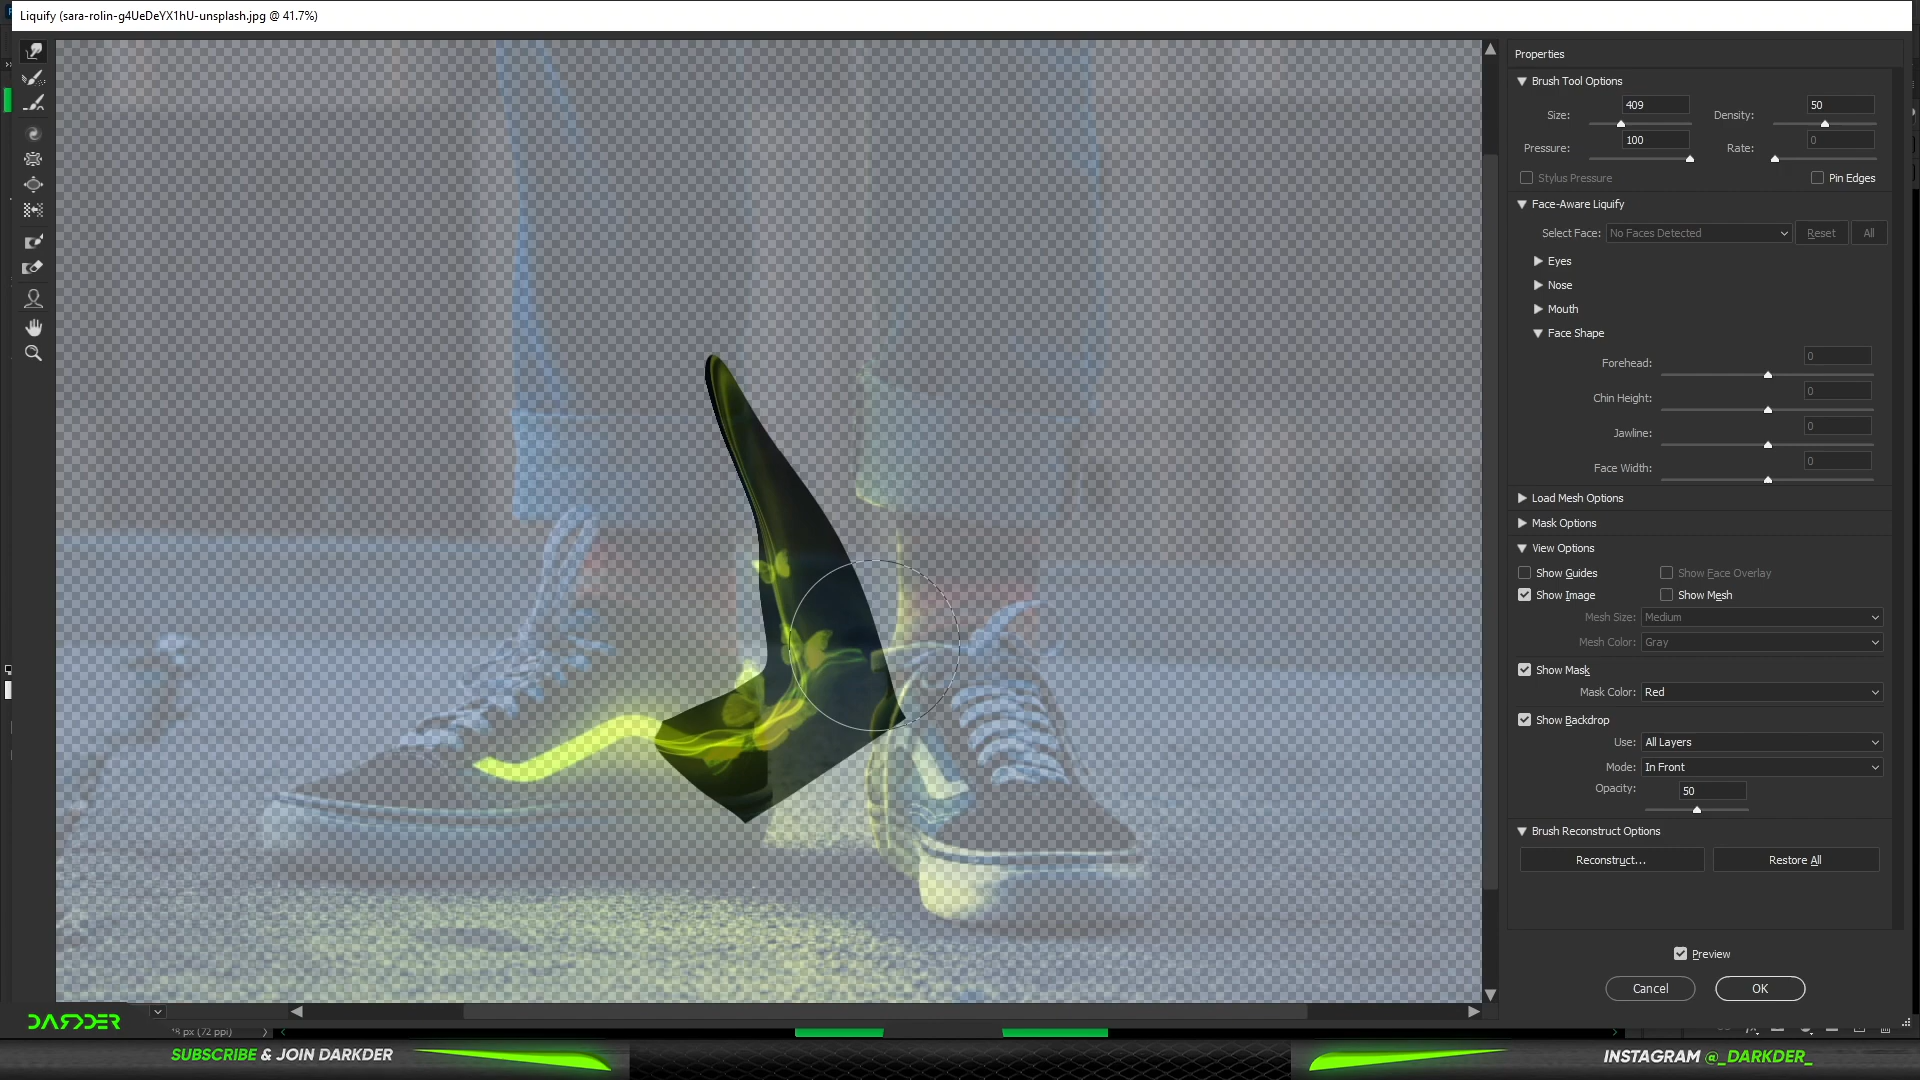 Liquify (sara-rolin-g4UeDeYX1hU-unsplash.jpg @ 41.7%)
Properties
Brush Tool Options
Size: 409 Density: 50
Pressure: 100 Rate: 0
Stylus Pressure Pin Edges
Face-Aware Liquify
Select Face: No Faces Detected Reset All
Eyes
Nose
Mouth
Face Shape
Forehead: 0
Chin Height: 0
Jawline: 0
Face Width: 0
Load Mesh Options
Mask Options
View Options
Show Guides Show Face Overlay
Show Image Show Mesh
Mesh Size: Medium
Mesh Color: Gray
Show Mask
Mask Color: Red
Show Backdrop
Use: All Layers
Mode: In Front
Opacity: 50
Brush Reconstruct Options
Reconstruct... Restore All
Preview
Cancel OK
DARKDER
px (72 ppi)
SUBSCRIBE & JOIN DARKDER
INSTAGRAM @_DARKDER_